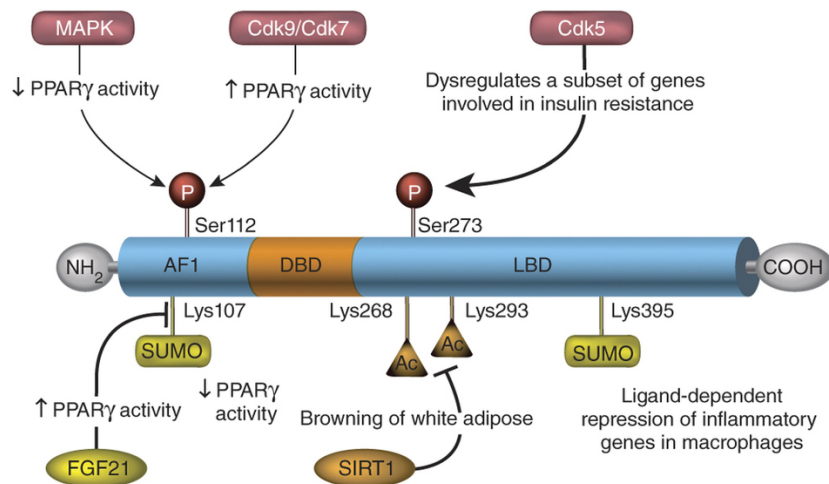 MAPK
Cdk9/Cdk7
Cdk5
↓ PPARγ activity
↑ PPARγ activity
Dysregulates a subset of genes
involved in insulin resistance
P
P
Ser112
Ser273
NH₂
AF1
DBD
LBD
COOH
Lys107
Lys268
Lys293
Lys395
SUMO
Ac
Ac
SUMO
↑ PPARγ activity
↓ PPARγ
activity
Browning of white adipose
Ligand-dependent
repression of inflammatory
genes in macrophages
FGF21
SIRT1